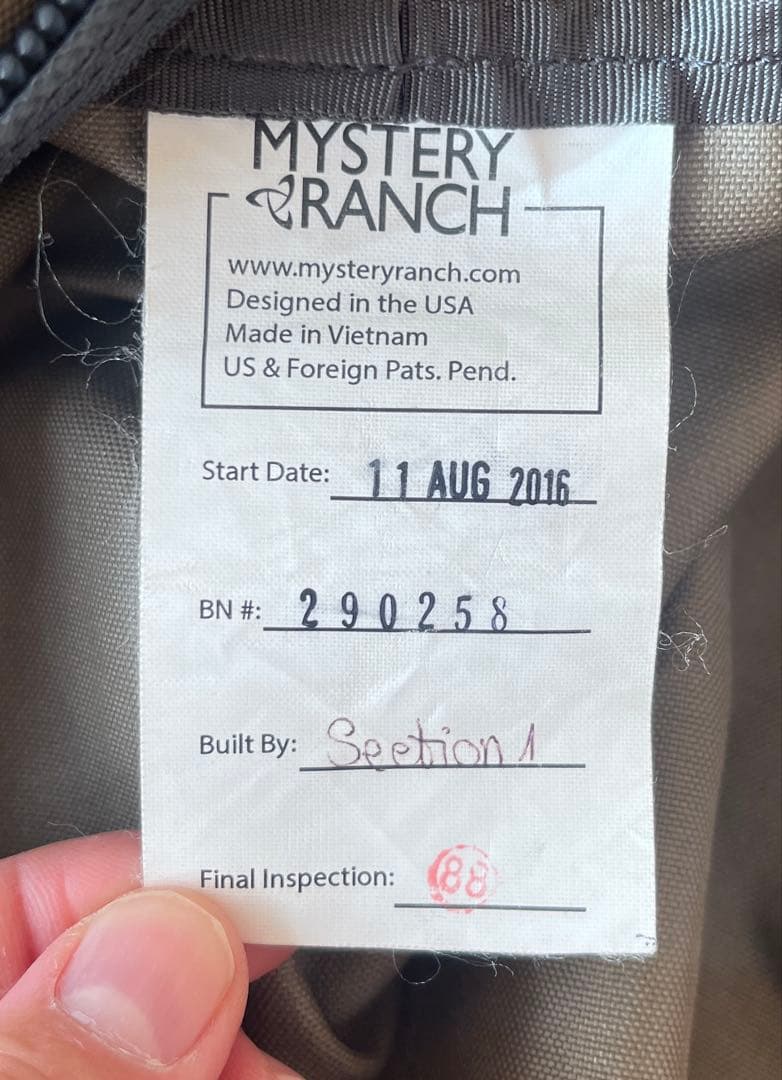 MYSTERY
RANCH
www.mysteryranch.com
Designed in the USA
Made in Vietnam
US & Foreign Pats. Pend.
Start Date: 11 AUG 2016
BN #: 290258
Built By: Section 1
Final Inspection: 88